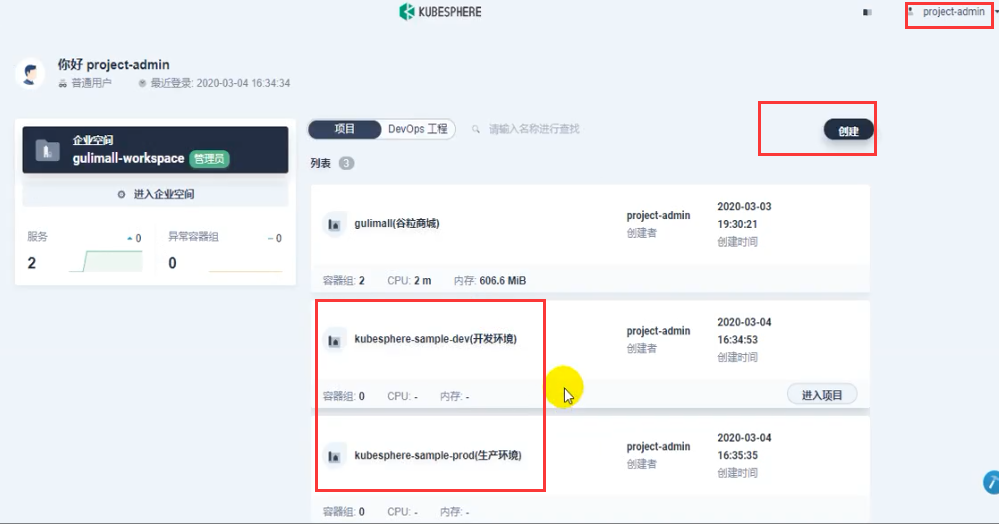 KUBESPHERE
project-admin
你好 project-admin
普通用户 最近登录: 2020-03-04 16:34:34
企业空间
gulimall-workspace 管理员
进入企业空间
服务 0
2
异常容器组 - 0
0
项目 DevOps 工程 请输入名称进行查找
创建
列表 3
gulimall(谷粒商城)
project-admin
创建者
2020-03-03
19:30:21
创建时间
容器组: 2 CPU: 2 m 内存: 606.6 MiB
kubesphere-sample-dev(开发环境)
project-admin
创建者
2020-03-04
16:34:53
创建时间
容器组: 0 CPU: - 内存: -
进入项目
kubesphere-sample-prod(生产环境)
project-admin
创建者
2020-03-04
16:35:35
创建时间
容器组: 0 CPU: - 内存: -